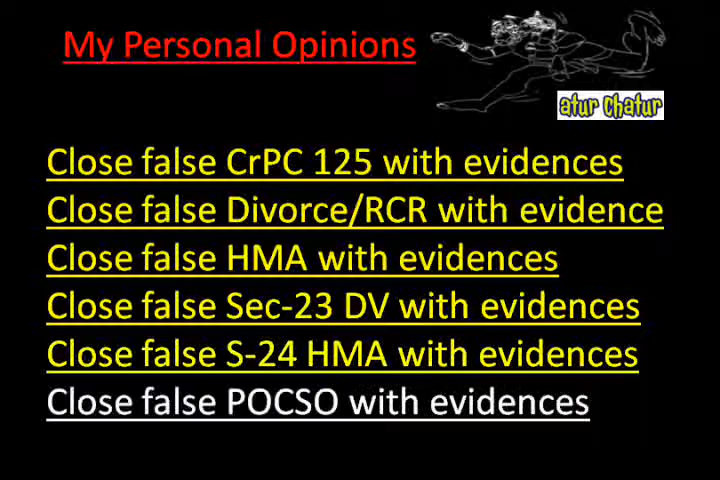 My Personal Opinions
atur Chatur
Close false CrPC 125 with evidences
Close false Divorce/RCR with evidence
Close false HMA with evidences
Close false Sec-23 DV with evidences
Close false S-24 HMA with evidences
Close false POCSO with evidences